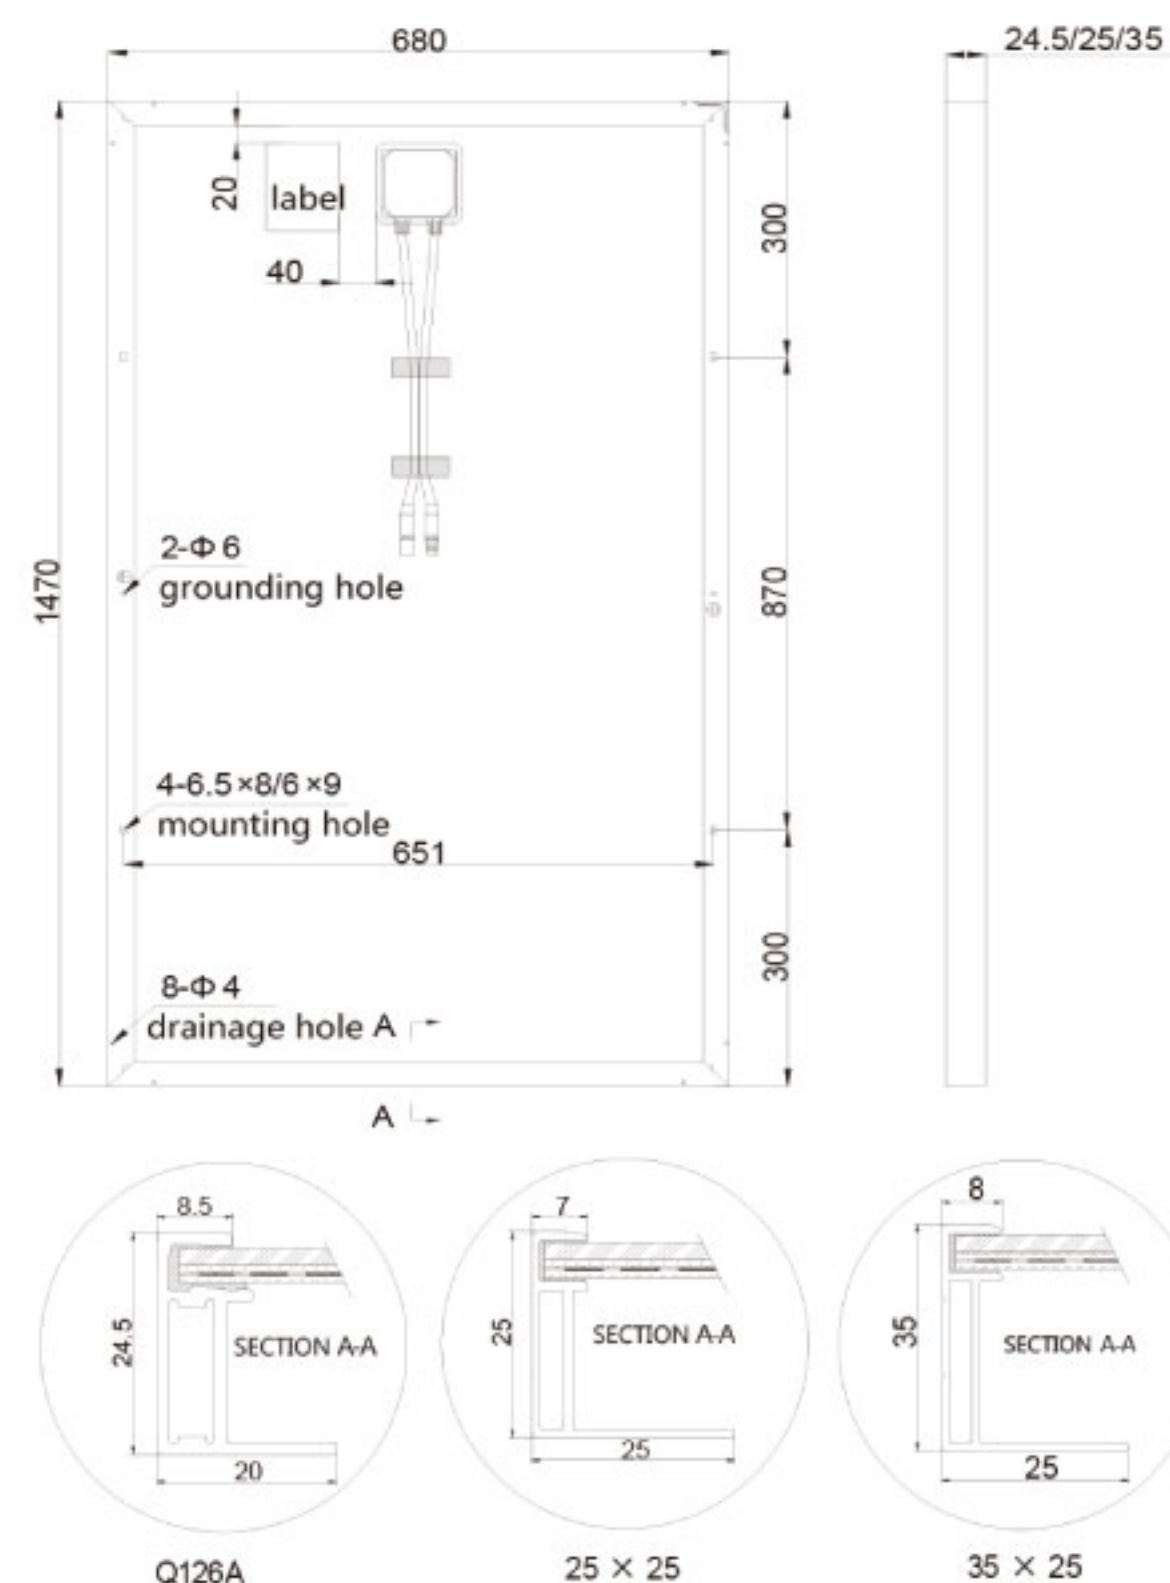 680
24.5/25/35
20
label
300
40
2-Φ 6
grounding hole
1470
870
4-6.5×8/6×9
mounting hole
651
300
8-Φ 4
drainage hole A
A
8.5
7
8
24.5
SECTION A-A
25
SECTION A-A
35
SECTION A-A
20
25
25
Q126A
25 × 25
35 × 25